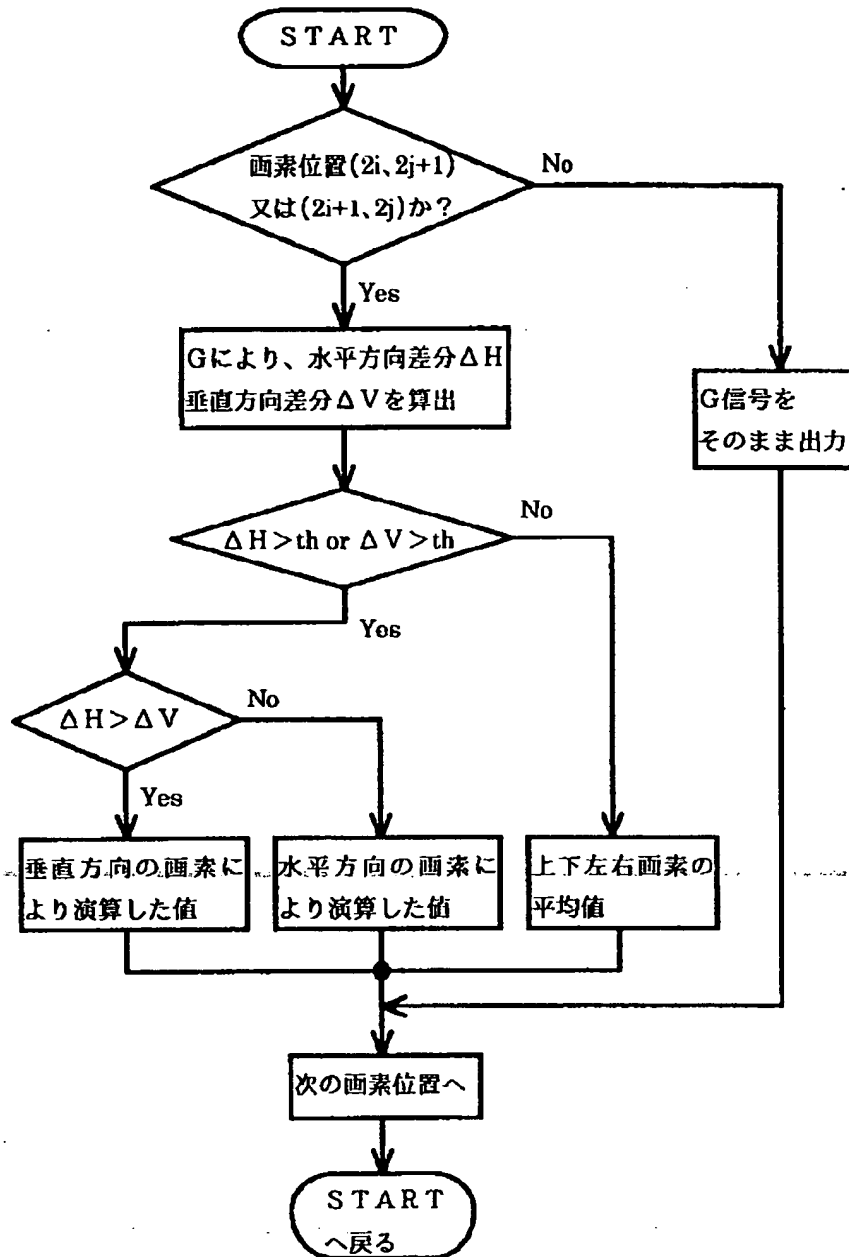 START
画素位置(2i、2j+1)
又は(2i+1、2j)か?
No
Yes
Gにより、水平方向差分ΔH
垂直方向差分ΔVを算出
G信号を
そのまま出力
ΔH>th or ΔV>th
No
Yes
ΔH>ΔV
No
Yes
垂直方向の画素に
より演算した値
水平方向の画素に
より演算した値
上下左右画素の
平均値
次の画素位置へ
START
へ戻る